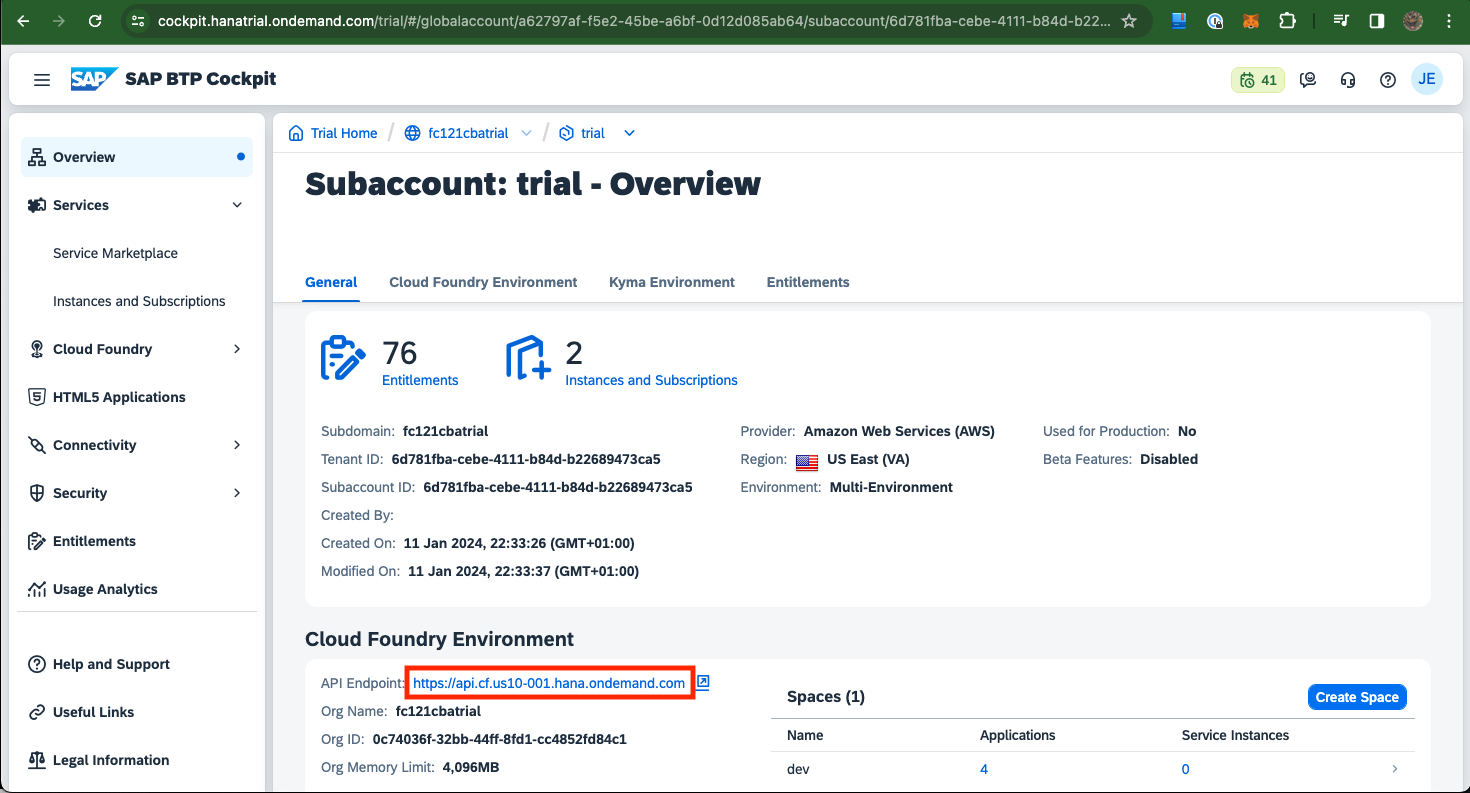 cockpit.hanatrial.ondemand.com/trial/#/globalaccount/a62797af-f5e2-45be-a6bf-0d12d085ab64/subaccount/6d781fba-cebe-4111-b84d-b22...
SAP SAP BTP Cockpit
41
JE
Overview
Services
Service Marketplace
Instances and Subscriptions
Cloud Foundry
HTML5 Applications
Connectivity
Security
Entitlements
Usage Analytics
Help and Support
Useful Links
Legal Information
Trial Home / fc121cbatrial / trial
Subaccount: trial - Overview
General Cloud Foundry Environment Kyma Environment Entitlements
76
Entitlements
2
Instances and Subscriptions
Subdomain: fc121cbatrial
Tenant ID: 6d781fba-cebe-4111-b84d-b22689473ca5
Subaccount ID: 6d781fba-cebe-4111-b84d-b22689473ca5
Created By:
Created On: 11 Jan 2024, 22:33:26 (GMT+01:00)
Modified On: 11 Jan 2024, 22:33:37 (GMT+01:00)
Provider: Amazon Web Services (AWS)
Region: US East (VA)
Environment: Multi-Environment
Used for Production: No
Beta Features: Disabled
Cloud Foundry Environment
API Endpoint: https://api.cf.us10-001.hana.ondemand.com
Org Name: fc121cbatrial
Org ID: 0c74036f-32bb-44ff-8fd1-cc4852fd84c1
Org Memory Limit: 4,096MB
Spaces (1)
Create Space
Name Applications Service Instances
dev 4 0